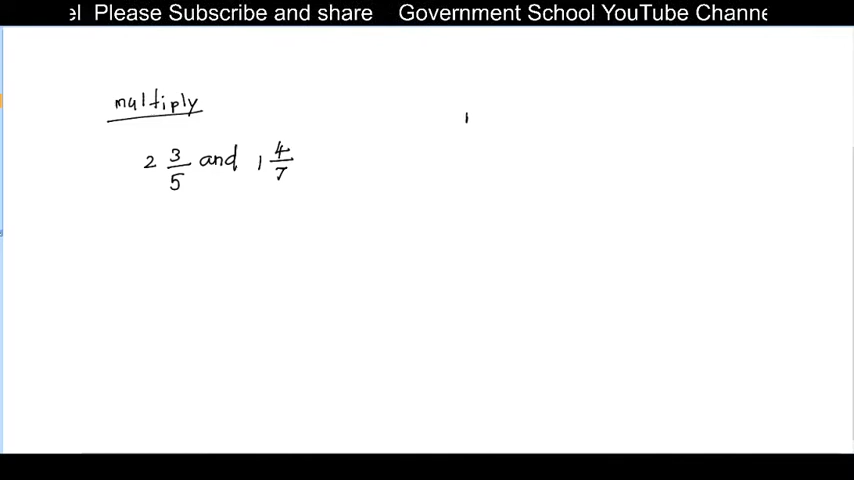 el Please Subscribe and share Government School YouTube Channe
multiply
2 3/5 and 1 4/7